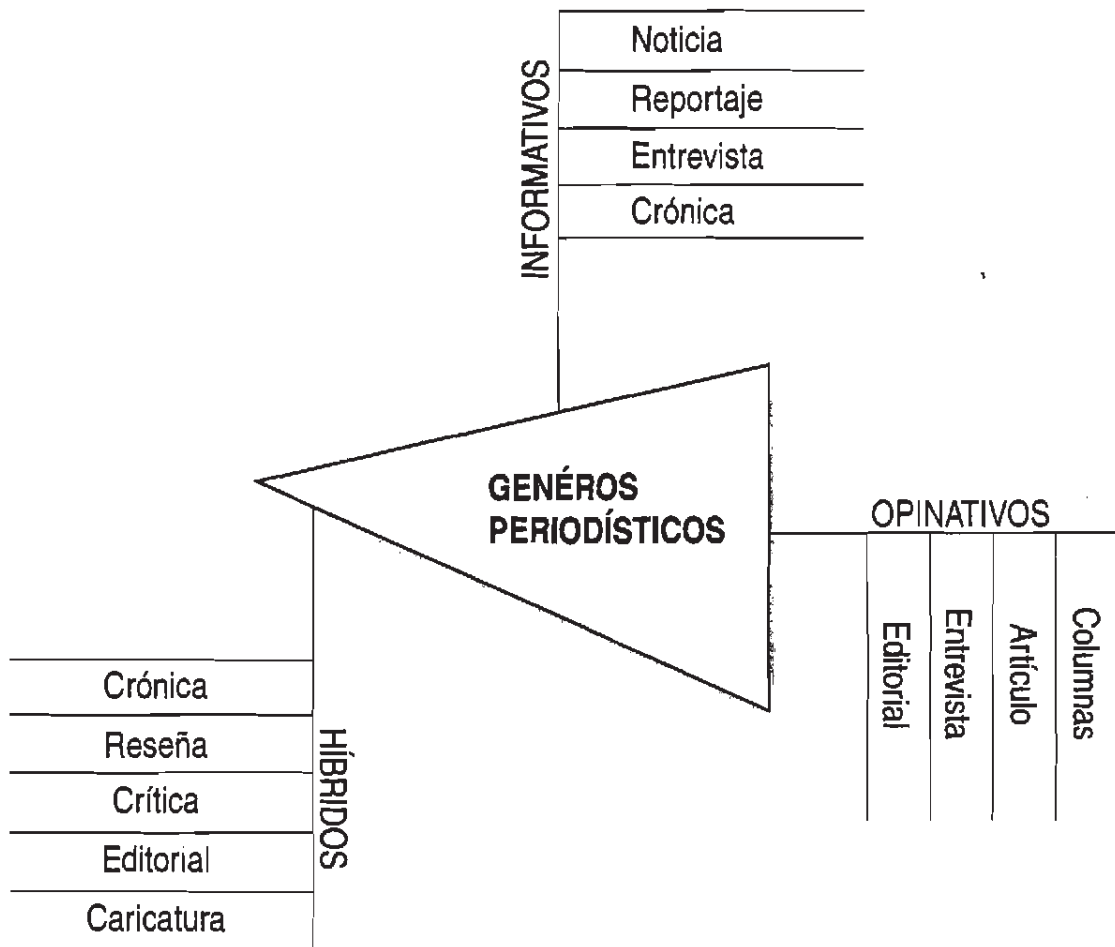 INFORMATIVOS
Noticia
Reportaje
Entrevista
Crónica
GENÉROS
PERIODÍSTICOS
OPINATIVOS
Editorial
Entrevista
Artículo
Columnas
HÍBRIDOS
Crónica
Reseña
Crítica
Editorial
Caricatura